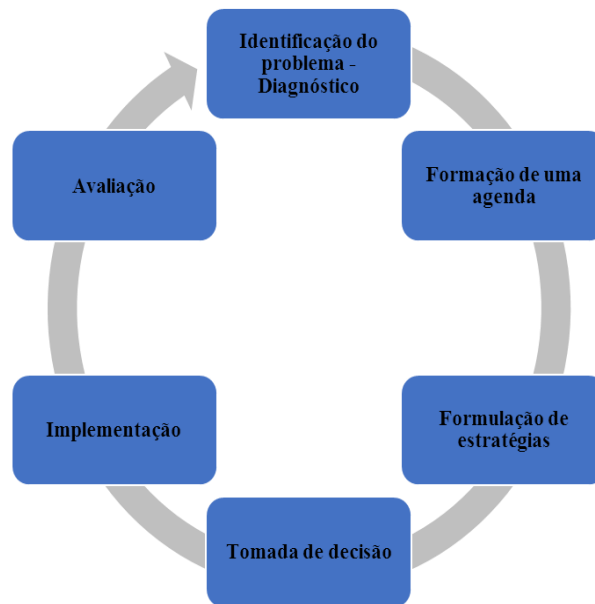 Identificação do
problema -
Diagnóstico
Formação de uma
agenda
Formulação de
estratégias
Tomada de decisão
Implementação
Avaliação